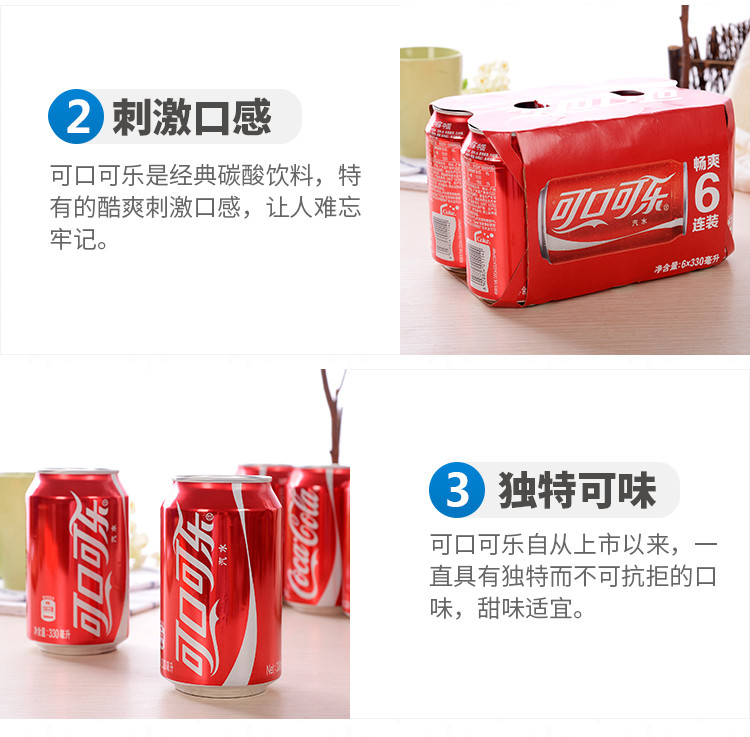 2 刺激口感
可口可乐是经典碳酸饮料，特
有的酷爽刺激口感，让人难忘
牢记。
畅爽
6
连装
可口可乐®
汽水
净含量:6×330毫升
Coke
Coke
3 独特可味
可口可乐自从上市以来，一
直具有独特而不可抗拒的口
味，甜味适宜。
可口可乐®
汽水
净含量:330毫升
可口可乐®
汽水
Coca-Cola